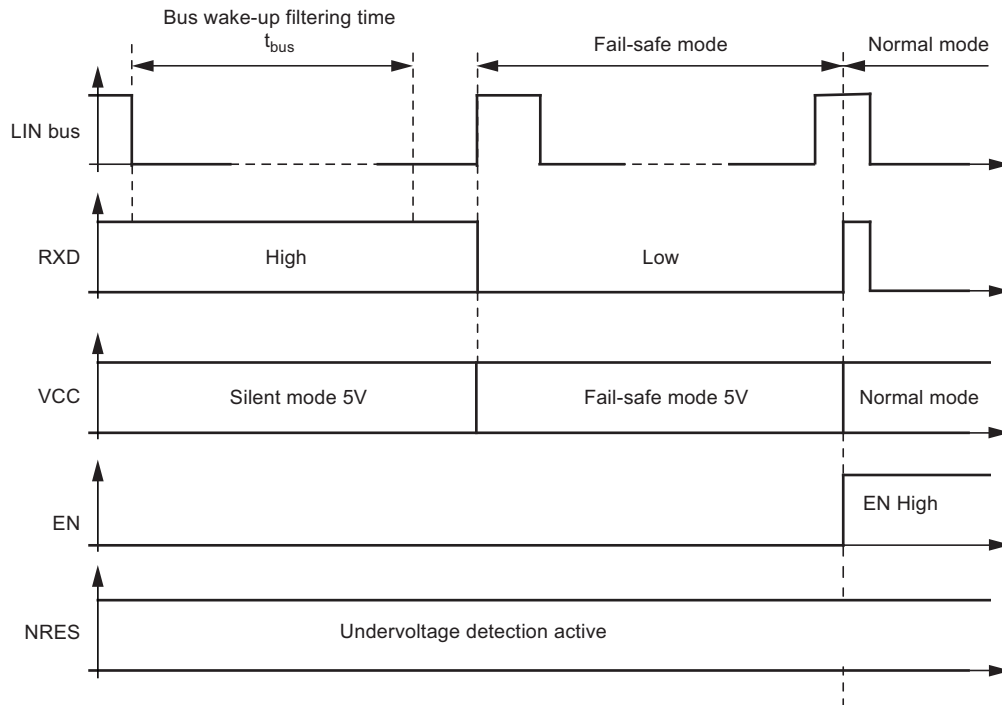 Bus wake-up filtering time
tbus
Fail-safe mode
Normal mode
LIN bus
RXD
High
Low
VCC
Silent mode 5V
Fail-safe mode 5V
Normal mode
EN
EN High
NRES
Undervoltage detection active